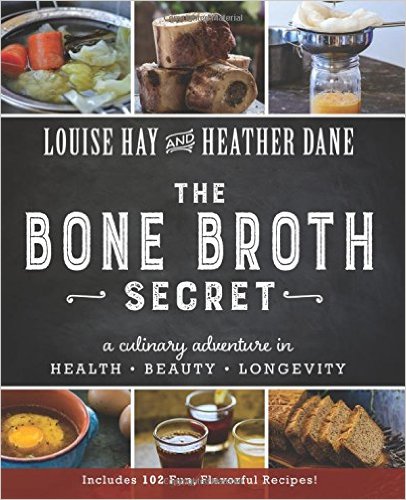 LOUISE HAY AND HEATHER DANE
THE
BONE BROTH
SECRET
a culinary adventure in
HEALTH • BEAUTY • LONGEVITY
Includes 102 Fun, Flavorful Recipes!